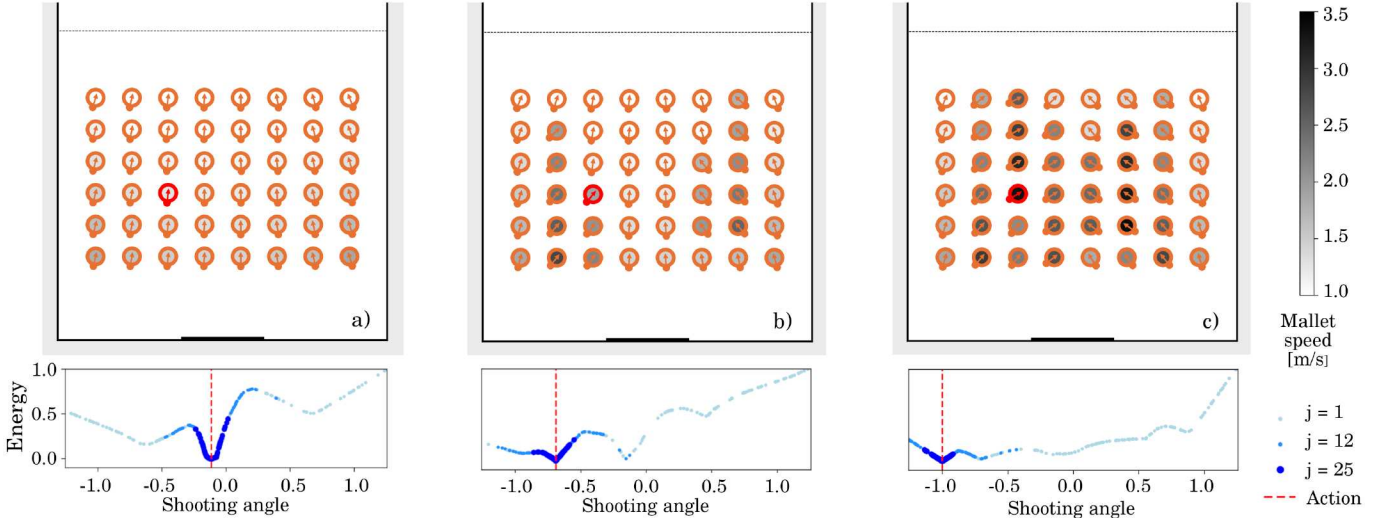 3.5
3.0
2.5
2.0
1.5
1.0
Mallet
speed
[m/s]
a)
b)
c)
Energy
1.0
0.5
0.0
-1.0 -0.5 0.0 0.5 1.0
Shooting angle
-1.0 -0.5 0.0 0.5 1.0
Shooting angle
-1.0 -0.5 0.0 0.5 1.0
Shooting angle
j = 1
j = 12
j = 25
Action